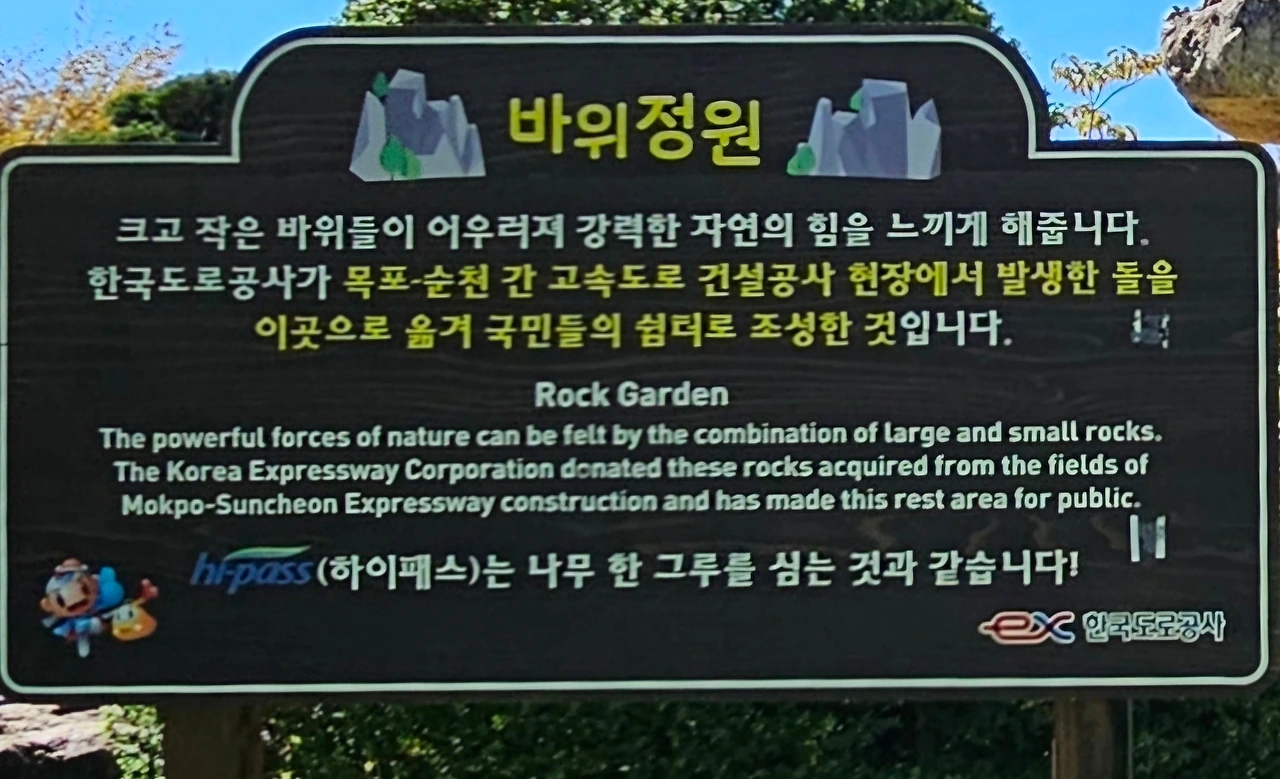 바위정원
크고 작은 바위들이 어우러져 강력한 자연의 힘을 느끼게 해줍니다.
한국도로공사가 목포-순천 간 고속도로 건설공사 현장에서 발생한 돌을
이곳으로 옮겨 국민들의 쉼터로 조성한 것입니다.
Rock Garden
The powerful forces of nature can be felt by the combination of large and small rocks.
The Korea Expressway Corporation donated these rocks acquired from the fields of
Mokpo-Suncheon Expressway construction and has made this rest area for public.
hi-pass(하이패스)는 나무 한 그루를 심는 것과 같습니다!
ex 한국도로공사